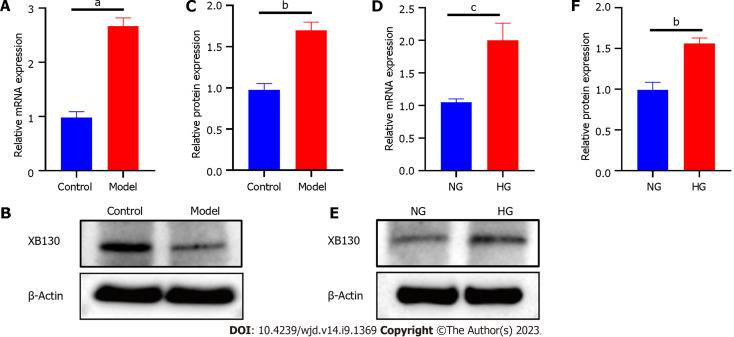 A
a
Relative mRNA expression
3
2
1
0
Control Model
C
b
Relative protein expression
2.0
1.5
1.0
0.5
0.0
Control Model
D
c
Relative mRNA expression
2.5
2.0
1.5
1.0
0.5
0.0
NG HG
F
b
Relative protein expression
2.0
1.5
1.0
0.5
0.0
NG HG
B
Control Model
XB130
β-Actin
E
NG HG
XB130
β-Actin
DOI: 10.4239/wjd.v14.i9.1369 Copyright ©The Author(s) 2023.